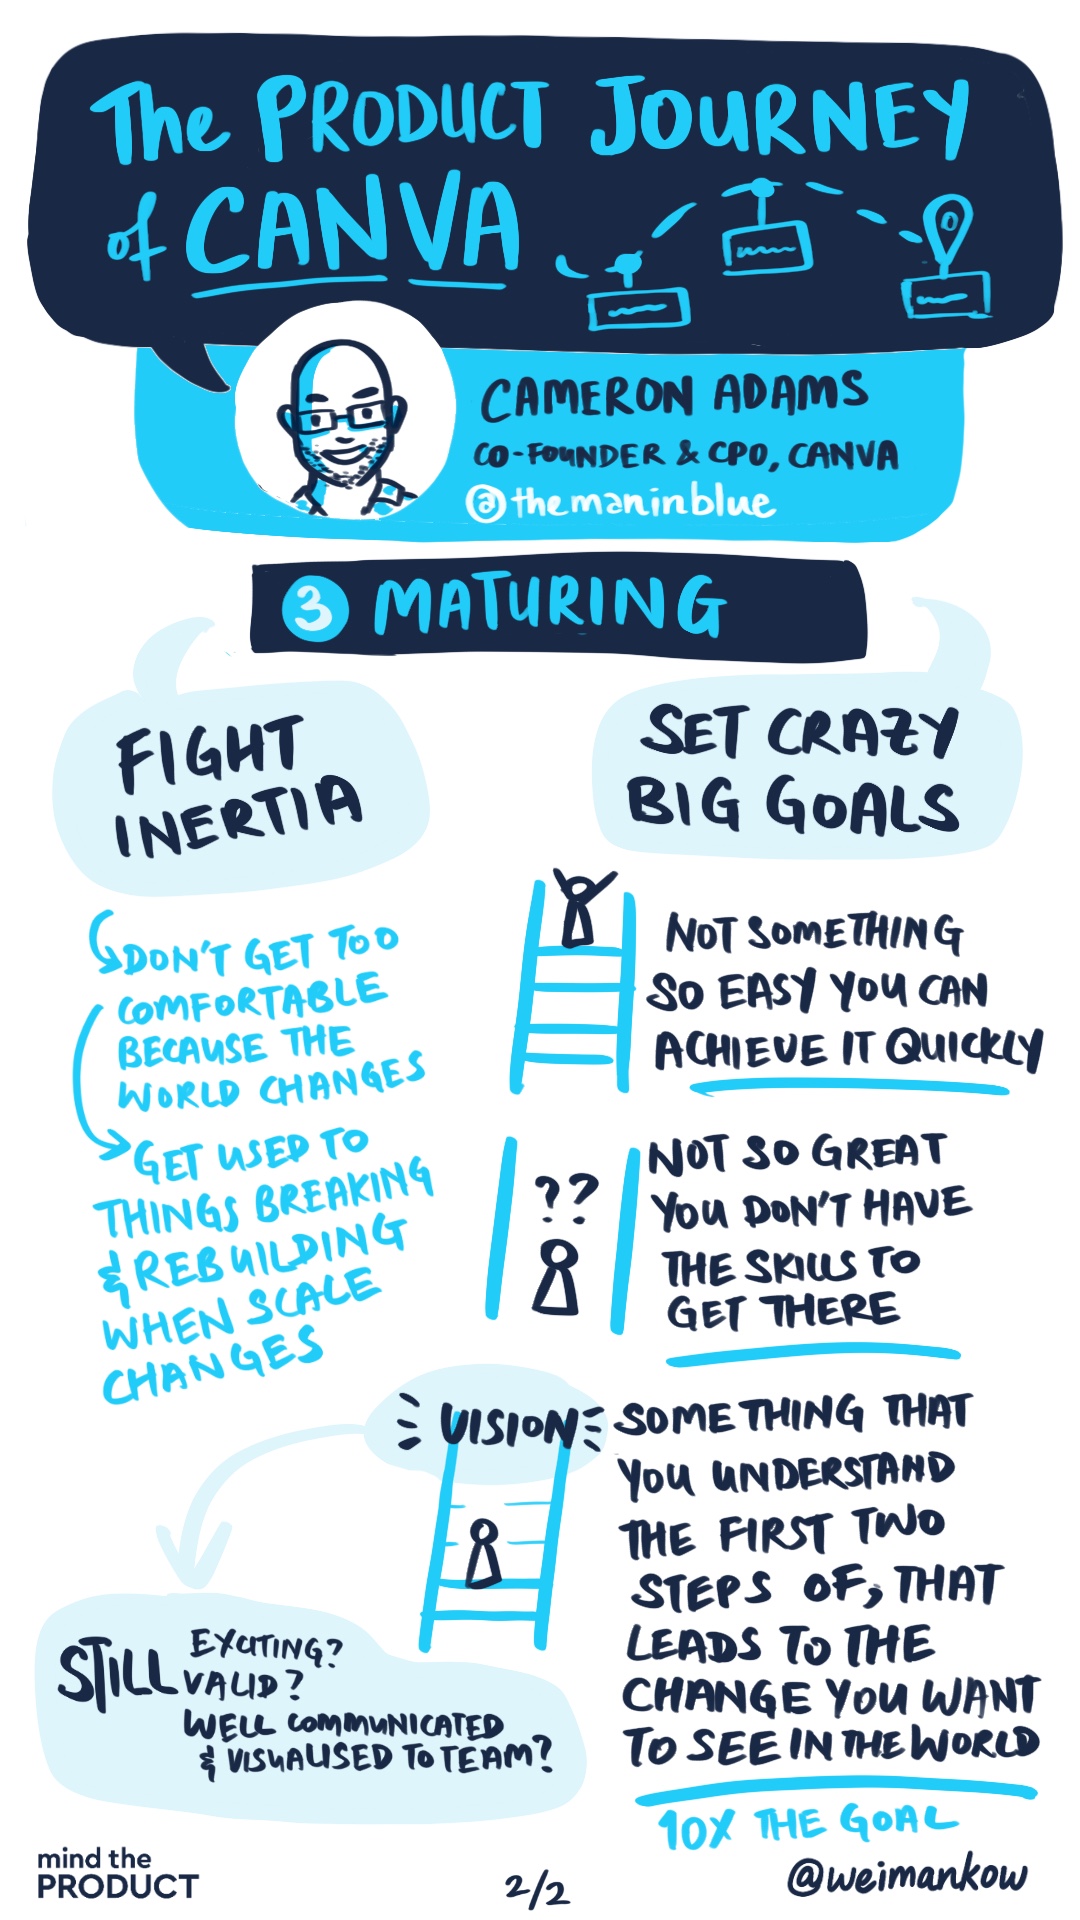 The PRODUCT JOURNEY
of CANVA
CAMERON ADAMS
CO-FOUNDER & CPO, CANVA
@themaninblue
3 MATURING
FIGHT
INERTIA
DON'T GET TOO
COMFORTABLE
BECAUSE THE
WORLD CHANGES
GET USED TO
THINGS BREAKING
& REBUILDING
WHEN SCALE
CHANGES
SET CRAZY
BIG GOALS
NOT SOMETHING
SO EASY YOU CAN
ACHIEVE IT QUICKLY
??
NOT SO GREAT
YOU DON'T HAVE
THE SKILLS TO
GET THERE
VISION
SOMETHING THAT
YOU UNDERSTAND
THE FIRST TWO
STEPS OF, THAT
LEADS TO THE
CHANGE YOU WANT
TO SEE IN THE WORLD
10X THE GOAL
STILL
EXCITING?
VALID?
WELL COMMUNICATED
& VISUALISED TO TEAM?
mind the
PRODUCT
2/2
@weimankow